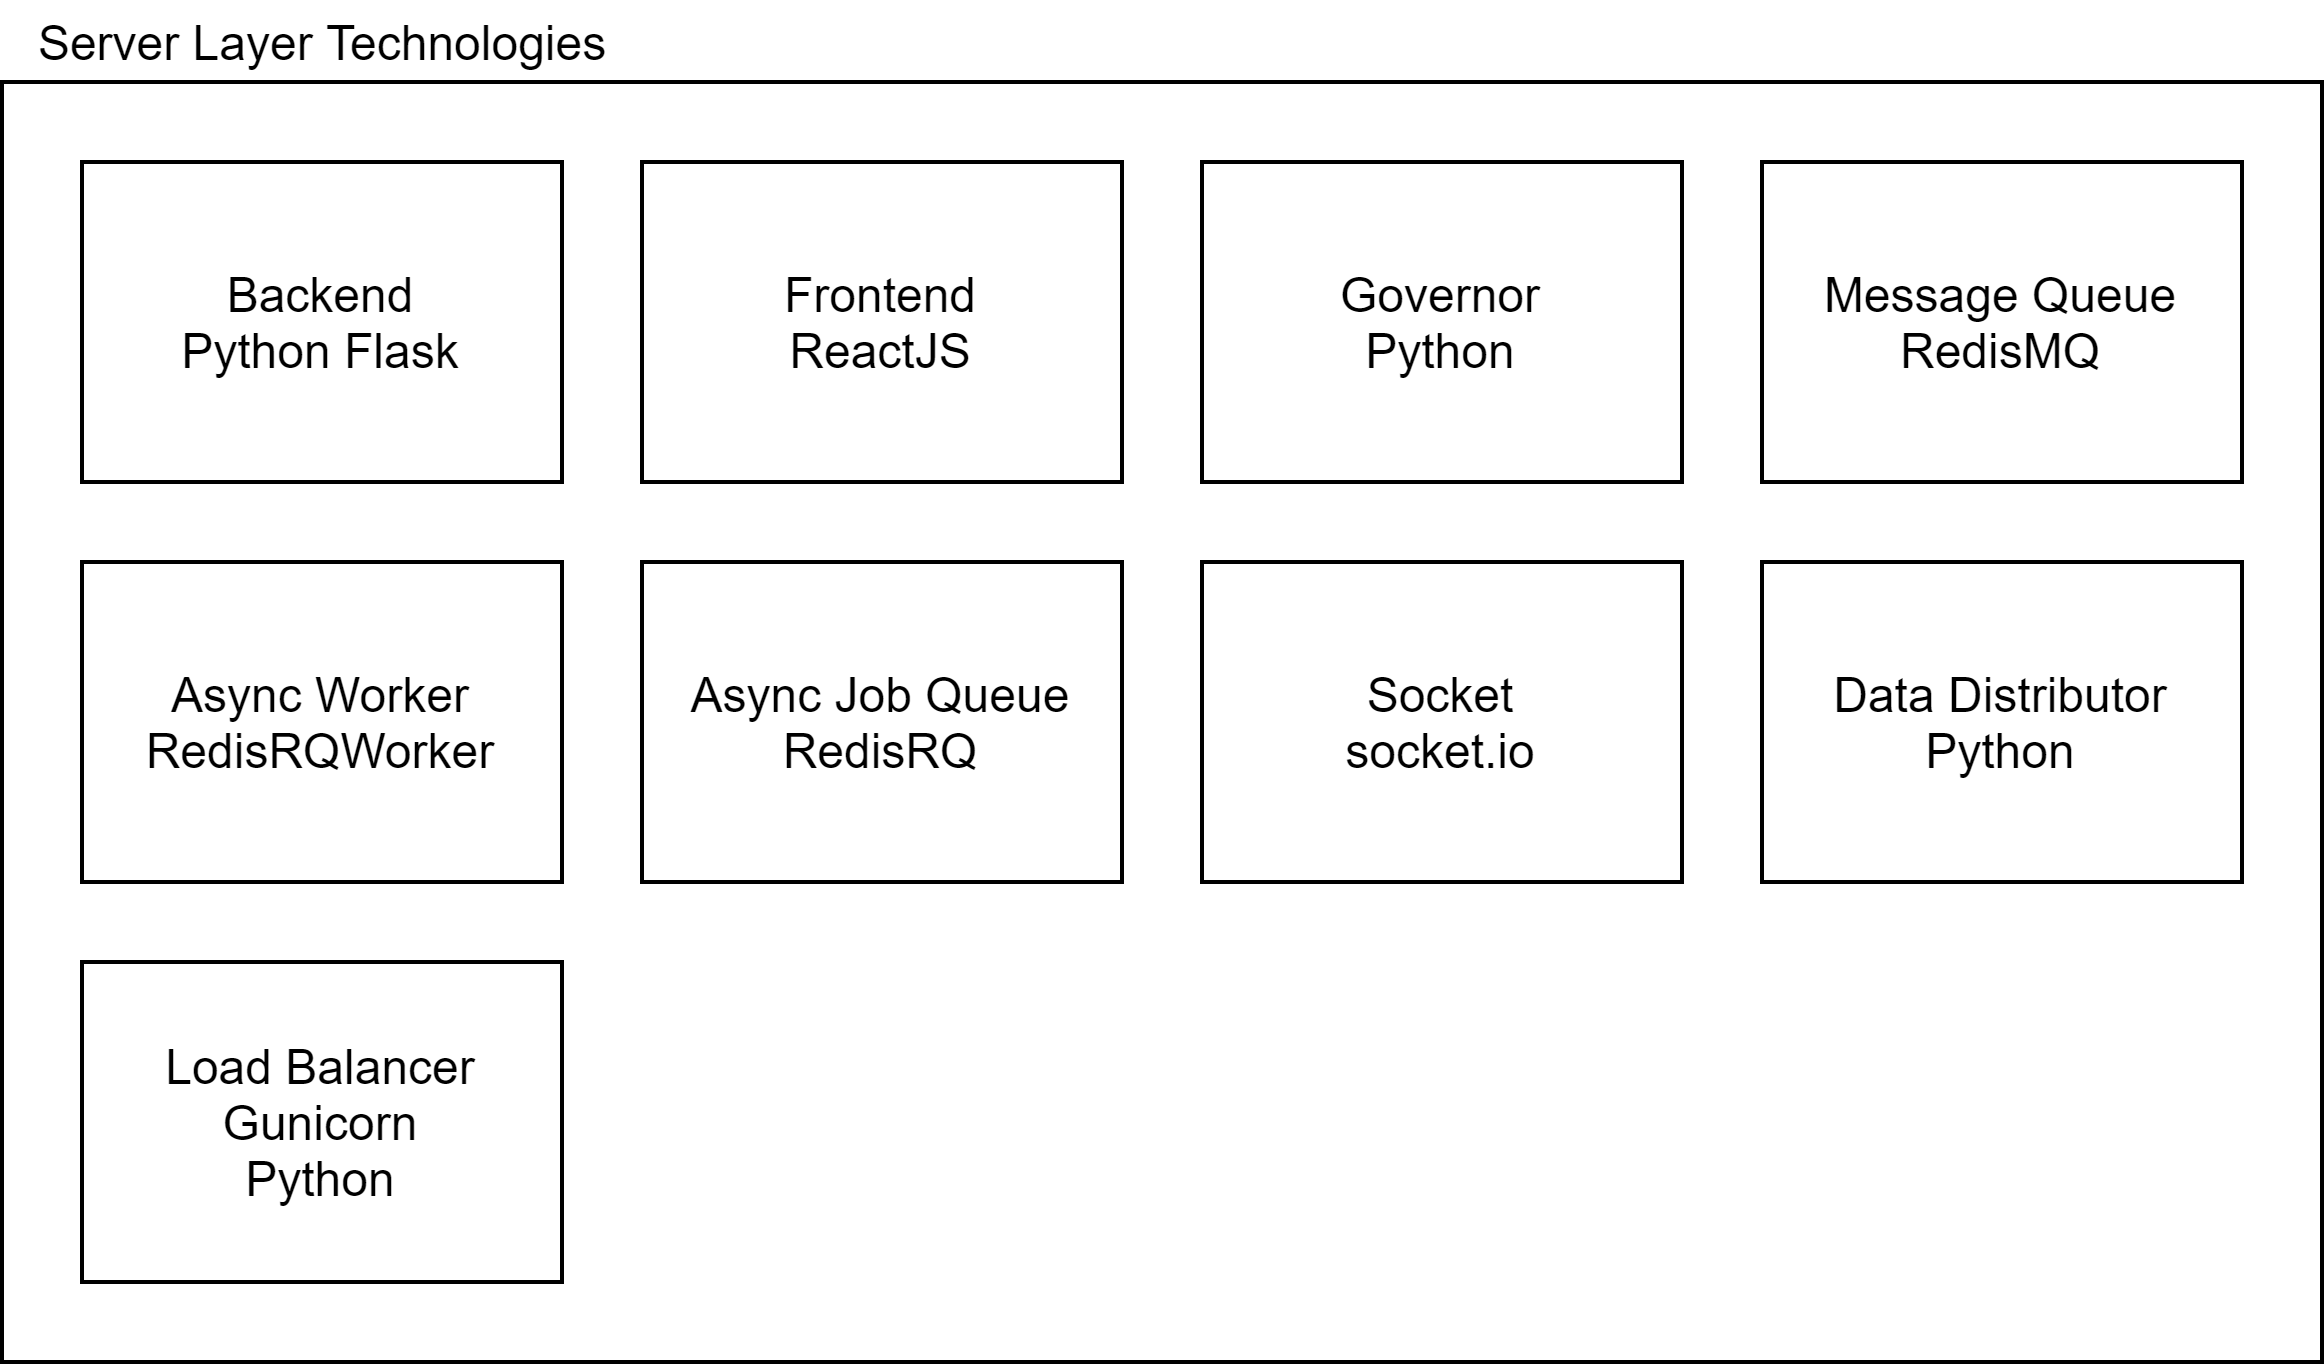 Server Layer Technologies
Backend
Python Flask
Frontend
ReactJS
Governor
Python
Message Queue
RedisMQ
Async Worker
RedisRQWorker
Async Job Queue
RedisRQ
Socket
socket.io
Data Distributor
Python
Load Balancer
Gunicorn
Python